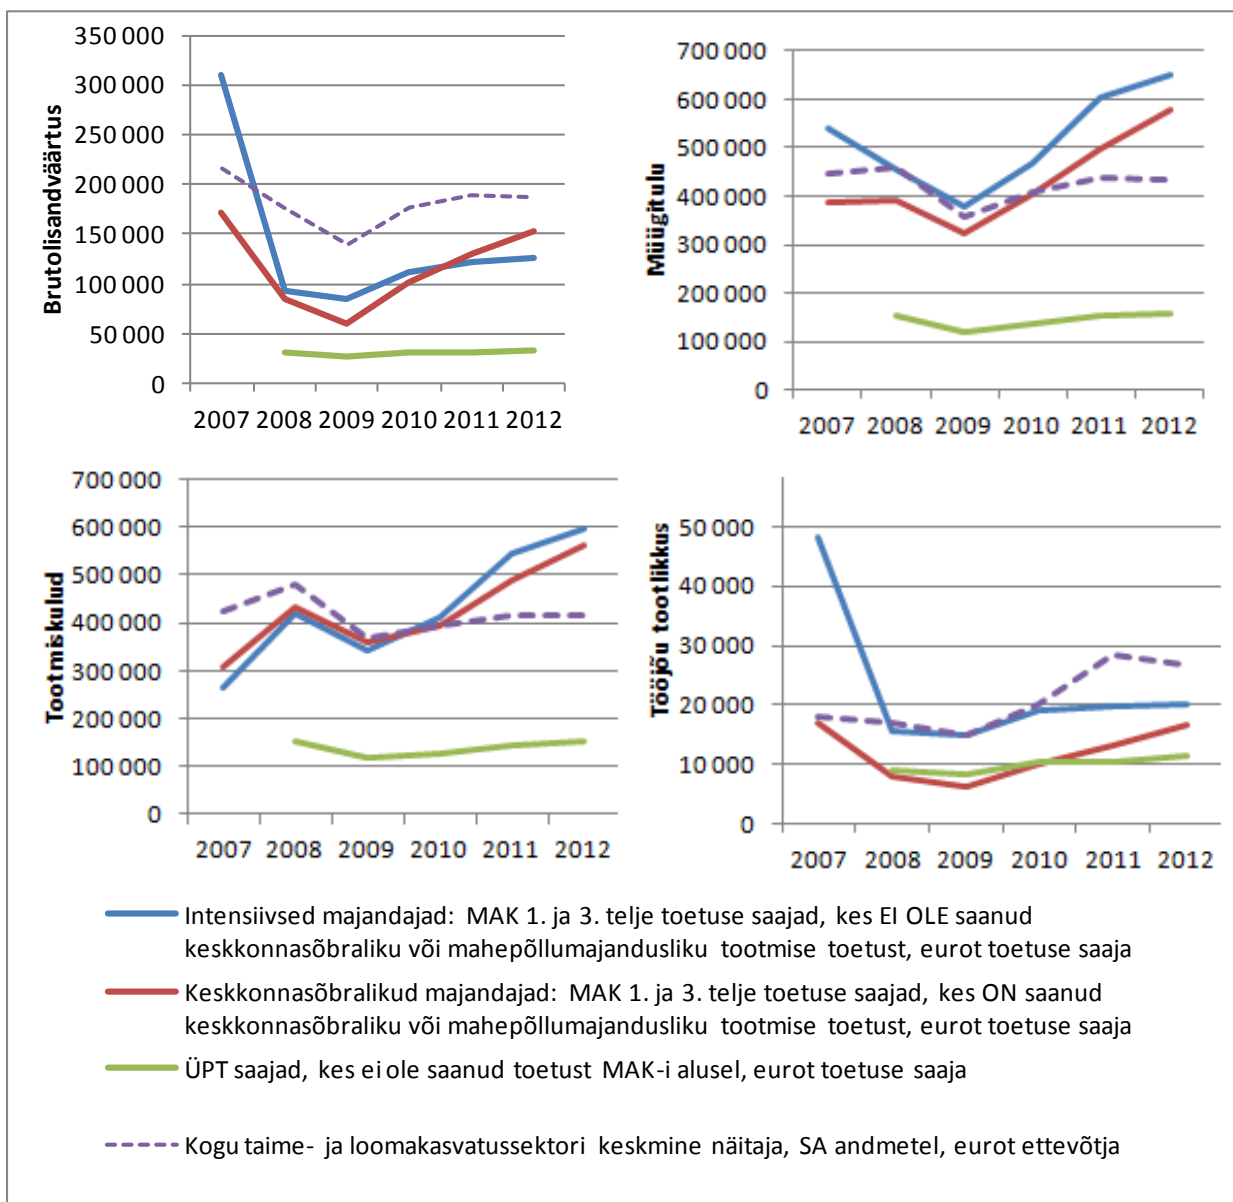 Brutolisandväärtus
350 000
300 000
250 000
200 000
150 000
100 000
50 000
0
2007 2008 2009 2010 2011 2012
Müügitulu
700 000
600 000
500 000
400 000
300 000
200 000
100 000
0
2007 2008 2009 2010 2011 2012
Tootmiskulud
700 000
600 000
500 000
400 000
300 000
200 000
100 000
0
2007 2008 2009 2010 2011 2012
Tööjõu tootlikkus
50 000
40 000
30 000
20 000
10 000
0
2007 2008 2009 2010 2011 2012
Intensiivsed majandajad: MAK 1. ja 3. telje toetuse saajad, kes EI OLE saanud
keskkonnasõbraliku või mahepõllumajandusliku tootmise toetust, eurot toetuse saaja
Keskkonnasõbralikud majandajad: MAK 1. ja 3. telje toetuse saajad, kes ON saanud
keskkonnasõbraliku või mahepõllumajandusliku tootmise toetust, eurot toetuse saaja
ÜPT saajad, kes ei ole saanud toetust MAK-i alusel, eurot toetuse saaja
Kogu taime- ja loomakasvatussektori keskmine näitaja, SA andmetel, eurot ettevõtja